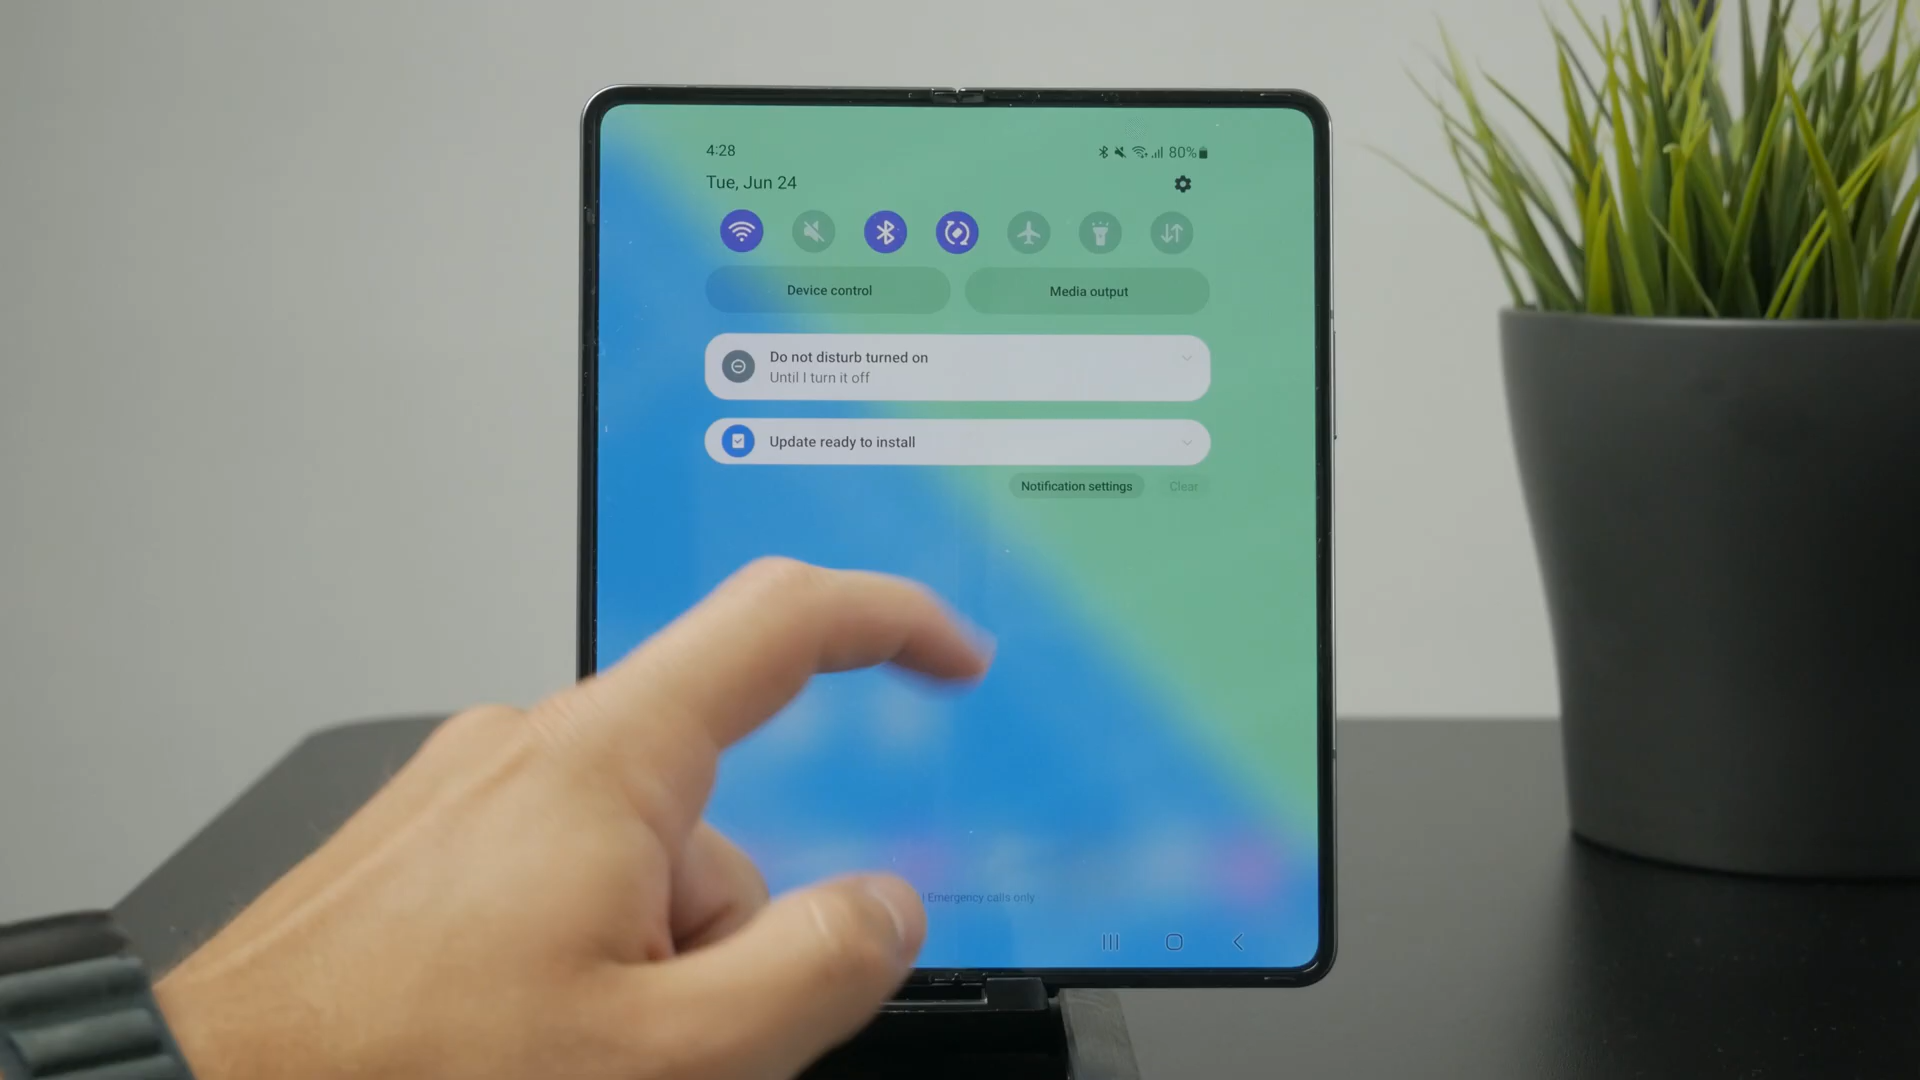 4:28
80%
Tue, Jun 24
Device control
Media output
Do not disturb turned on
Until I turn it off
Update ready to install
Notification settings
Clear
Emergency calls only